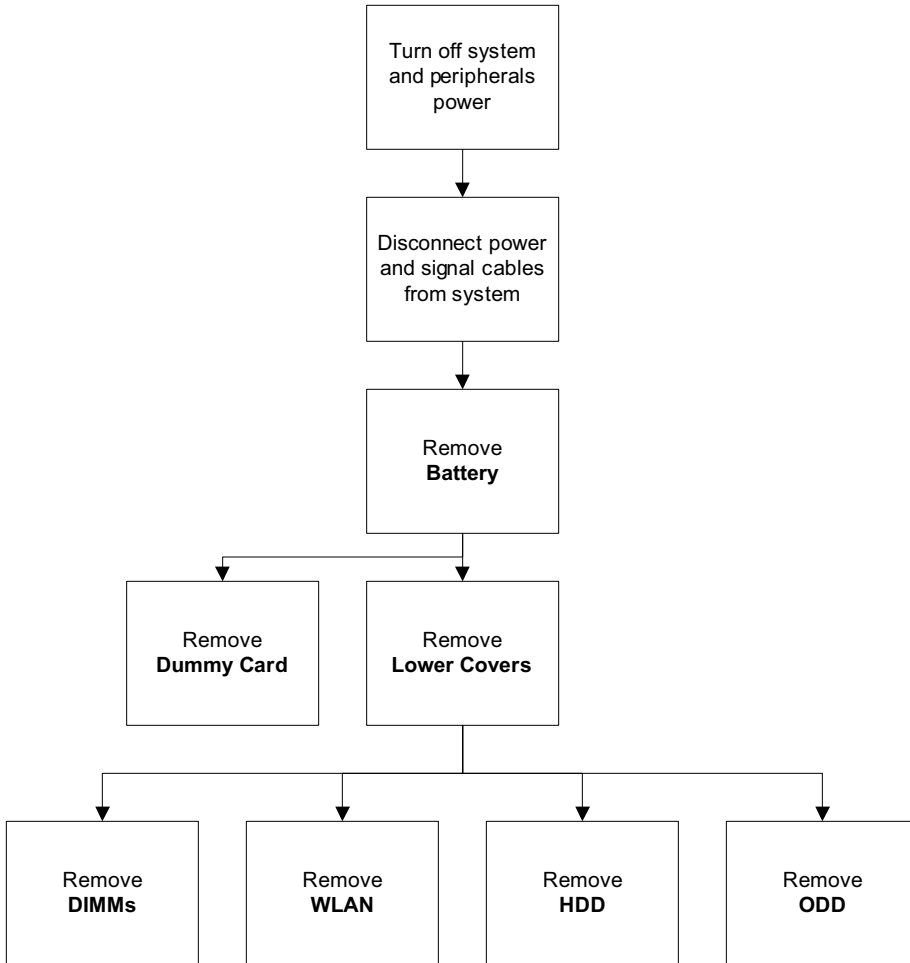 Turn off system
and peripherals
power
Disconnect power
and signal cables
from system
Remove
Battery
Remove
Dummy Card
Remove
Lower Covers
Remove
DIMMs
Remove
WLAN
Remove
HDD
Remove
ODD